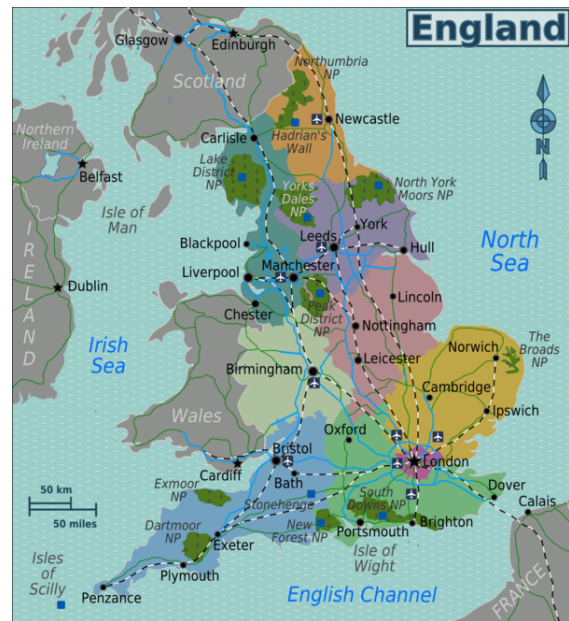 England
Glasgow
Edinburgh
Scotland
Northumbria
NP
Newcastle
Hadrian's
Wall
Northern
Ireland
Belfast
Carlisle
Lake
District
NP
Yorks
Dales
NP
North York
Moors NP
Isle of
Man
York
Leeds
Hull
Blackpool
North
Sea
IRELAND
Dublin
Liverpool
Manchester
Chester
Peak
District
NP
Lincoln
Nottingham
Irish
Sea
Leicester
Norwich
The
Broads
NP
Birmingham
Cambridge
Wales
Ipswich
Oxford
Bristol
London
Cardiff
Bath
Exmoor
NP
Stonehenge
South
Downs NP
Dover
Calais
50 km
50 miles
Dartmoor
NP
New
Forest NP
Portsmouth
Brighton
Exeter
Isle of
Wight
Isles
of
Scilly
Plymouth
Penzance
English Channel
FRANCE
N